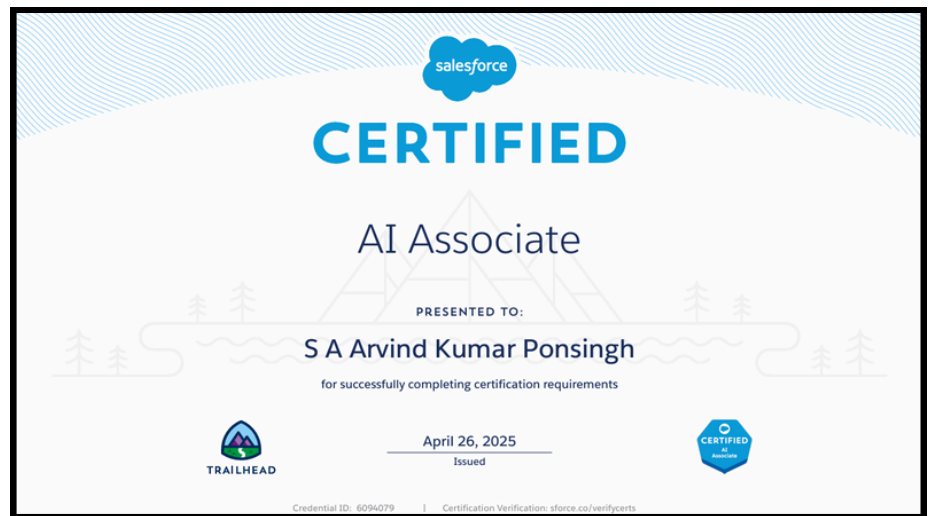 salesforce
CERTIFIED
AI Associate
PRESENTED TO:
S A Arvind Kumar Ponsingh
for successfully completing certification requirements
TRAILHEAD
April 26, 2025
Issued
CERTIFIED
AI
Associate
Credential ID: 6094079 | Certification Verification: sforce.co/verifycerts